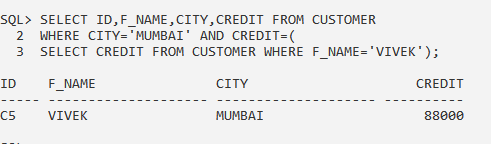 SQL> SELECT ID,F_NAME,CITY,CREDIT FROM CUSTOMER
  2  WHERE CITY='MUMBAI' AND CREDIT=(
  3  SELECT CREDIT FROM CUSTOMER WHERE F_NAME='VIVEK');
ID    F_NAME               CITY                     CREDIT
----- -------------------- -------------------- ----------
C5    VIVEK                MUMBAI                    88000